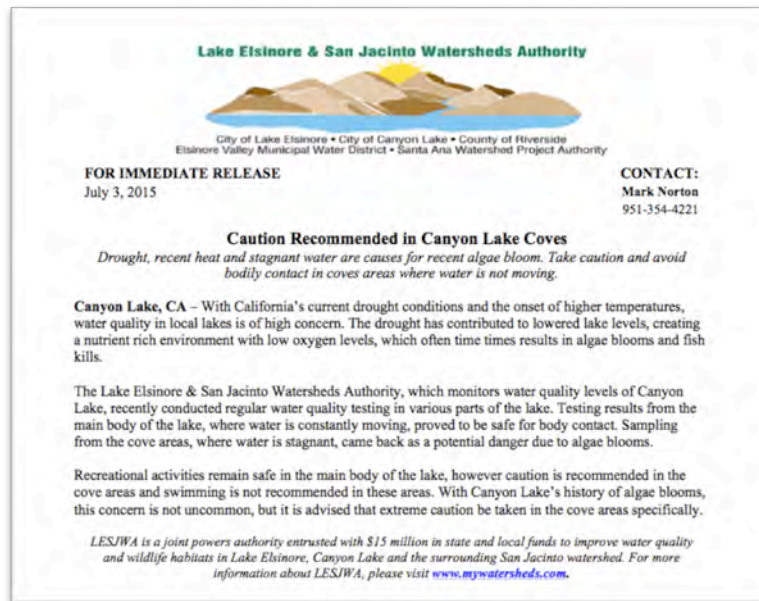 Lake Elsinore & San Jacinto Watersheds Authority
City of Lake Elsinore • City of Canyon Lake • County of Riverside
Elsinore Valley Municipal Water District • Santa Ana Watershed Project Authority
FOR IMMEDIATE RELEASE
July 3, 2015
CONTACT:
Mark Norton
951-354-4221
Caution Recommended in Canyon Lake Coves
Drought, recent heat and stagnant water are causes for recent algae bloom. Take caution and avoid
bodily contact in coves areas where water is not moving.
Canyon Lake, CA – With California's current drought conditions and the onset of higher temperatures,
water quality in local lakes is of high concern. The drought has contributed to lowered lake levels, creating
a nutrient rich environment with low oxygen levels, which often time times results in algae blooms and fish
kills.
The Lake Elsinore & San Jacinto Watersheds Authority, which monitors water quality levels of Canyon
Lake, recently conducted regular water quality testing in various parts of the lake. Testing results from the
main body of the lake, where water is constantly moving, proved to be safe for body contact. Sampling
from the cove areas, where water is stagnant, came back as a potential danger due to algae blooms.
Recreational activities remain safe in the main body of the lake, however caution is recommended in the
cove areas and swimming is not recommended in these areas. With Canyon Lake's history of algae blooms,
this concern is not uncommon, but it is advised that extreme caution be taken in the cove areas specifically.
LESJWA is a joint powers authority entrusted with $15 million in state and local funds to improve water quality
and wildlife habitats in Lake Elsinore, Canyon Lake and the surrounding San Jacinto watershed. For more
information about LESJWA, please visit www.mywatersheds.com.